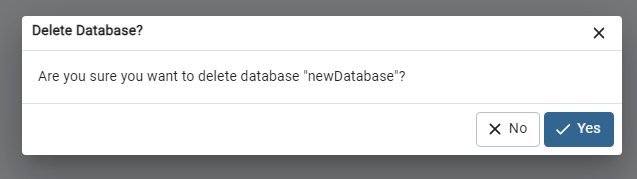 Delete Database?
Are you sure you want to delete database "newDatabase"?
No
Yes